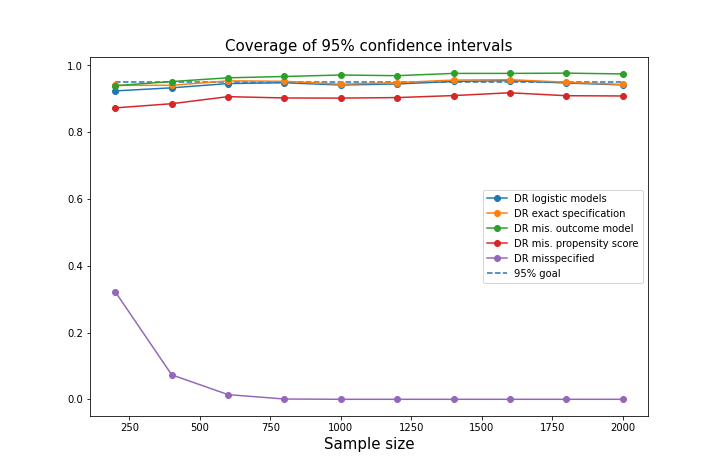 Coverage of 95% confidence intervals
1.0
0.8
0.6
0.4
0.2
0.0
DR logistic models
DR exact specification
DR mis. outcome model
DR mis. propensity score
DR misspecified
95% goal
250
500
750
1000
1250
1500
1750
2000
Sample size